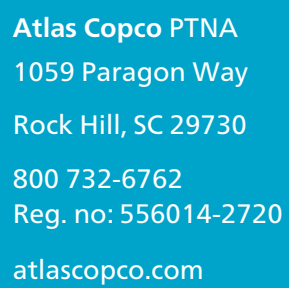 Atlas Copco PTNA
1059 Paragon Way
Rock Hill, SC 29730
800 732-6762
Reg. no: 556014-2720
atlascopco.com